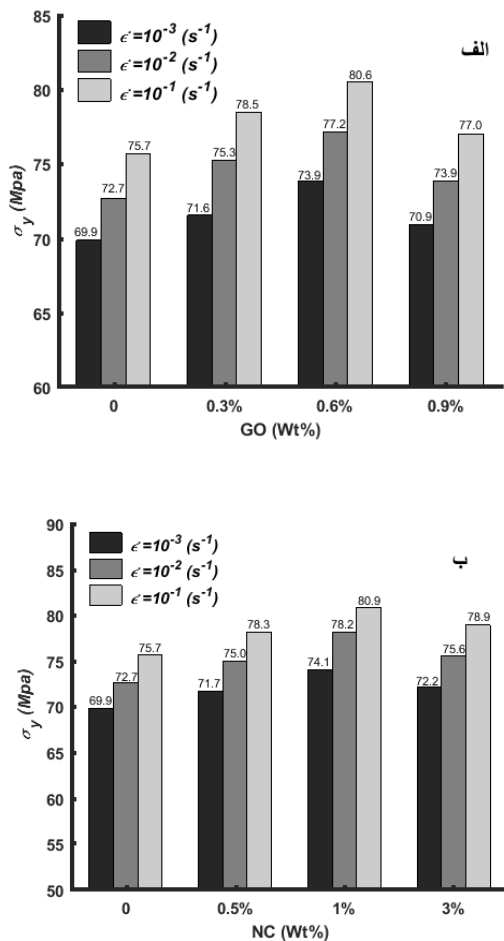 الف
85
80
75
70
65
60
σy (Mpa)
ϵ̇=10⁻³ (s⁻¹)
ϵ̇=10⁻² (s⁻¹)
ϵ̇=10⁻¹ (s⁻¹)
69.9 72.7 75.7
71.6 75.3 78.5
73.9 77.2 80.6
70.9 73.9 77.0
0 0.3% 0.6% 0.9%
GO (Wt%)
ب
90
85
80
75
70
65
60
55
50
σy (Mpa)
ϵ̇=10⁻³ (s⁻¹)
ϵ̇=10⁻² (s⁻¹)
ϵ̇=10⁻¹ (s⁻¹)
69.9 72.7 75.7
71.7 75.0 78.3
74.1 78.2 80.9
72.2 75.6 78.9
0 0.5% 1% 3%
NC (Wt%)